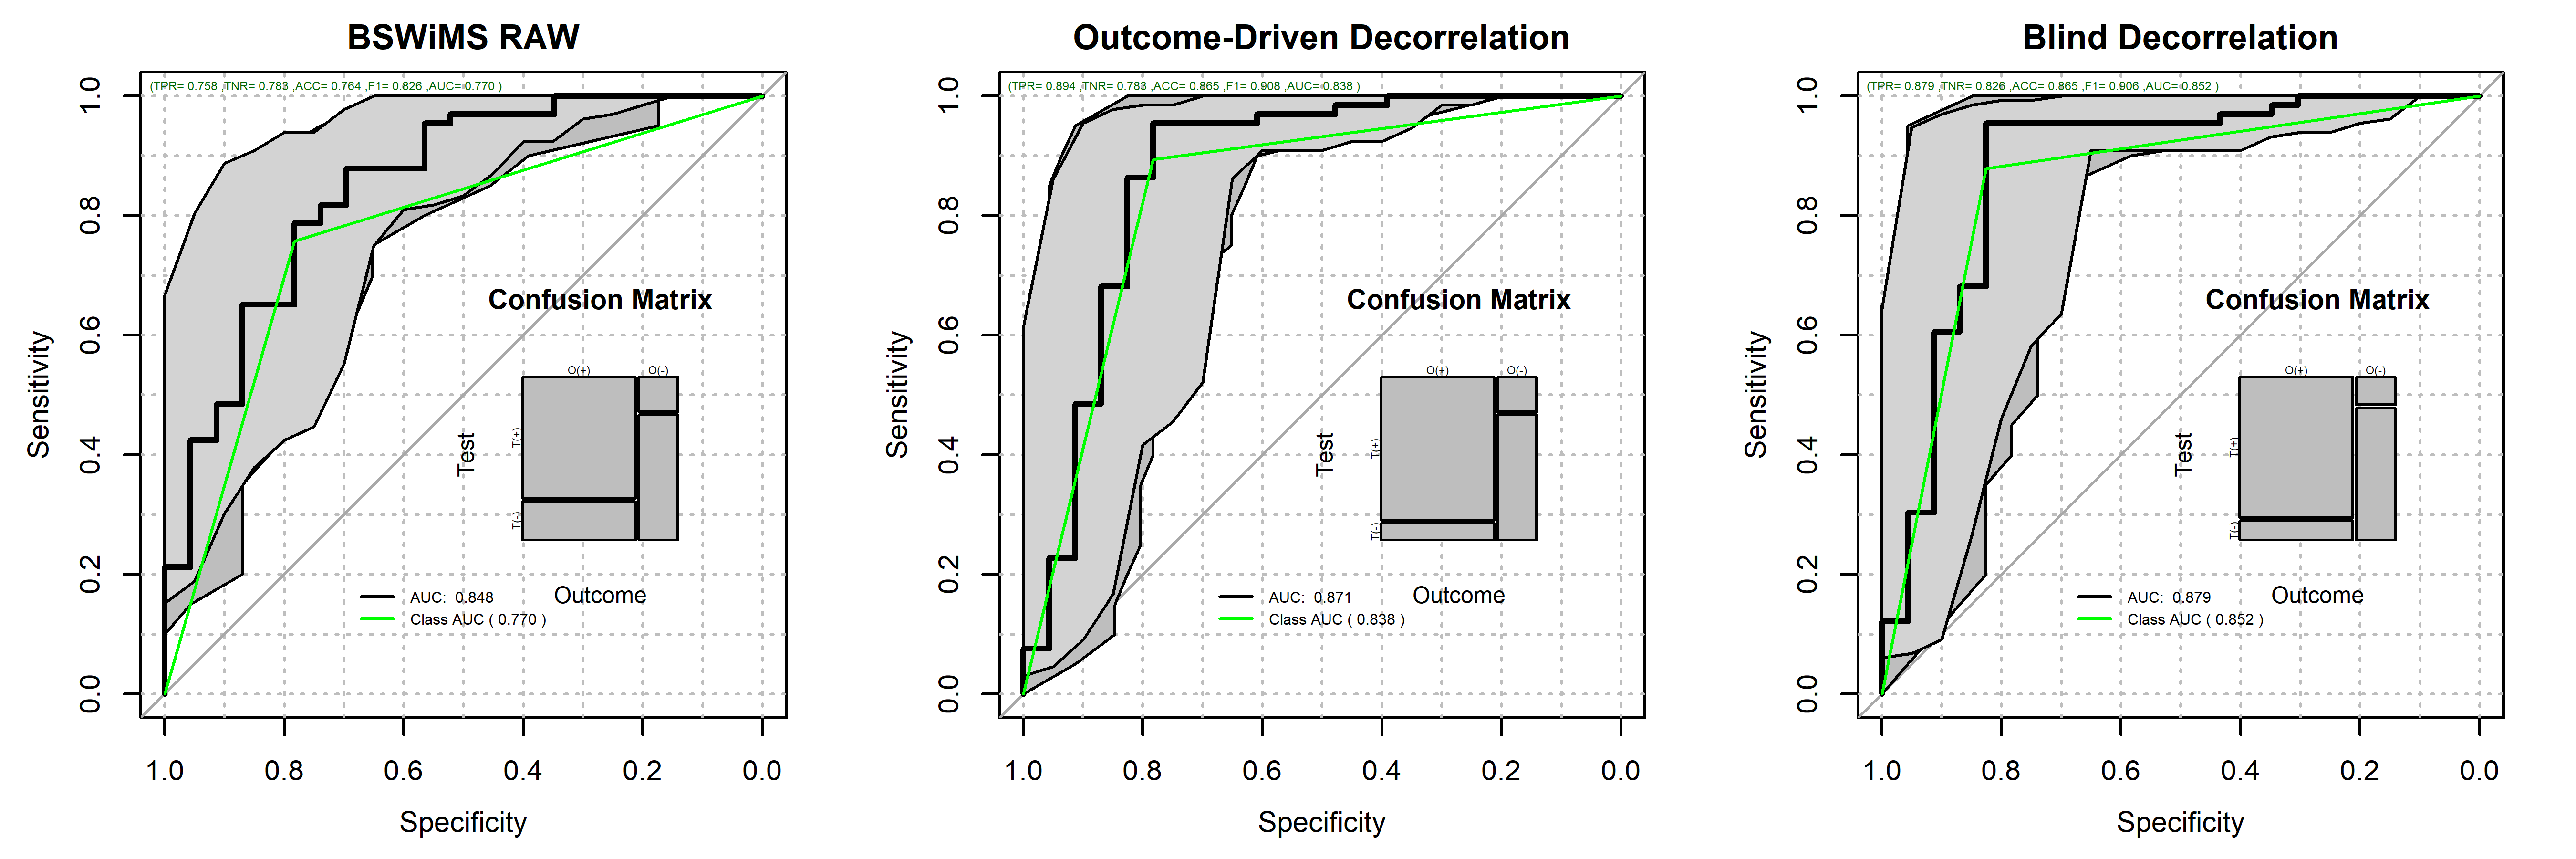 BSWiMS RAW
(TPR= 0.758 ,TNR= 0.783 ,ACC= 0.764 ,F1= 0.826 ,AUC= 0.770 )
1.0
0.8
0.6
0.4
0.2
0.0
Sensitivity
Confusion Matrix
O(+) O(-)
T(+)
T(-)
Test
Outcome
AUC: 0.848
Class AUC ( 0.770 )
1.0 0.8 0.6 0.4 0.2 0.0
Specificity
Outcome-Driven Decorrelation
(TPR= 0.894 ,TNR= 0.783 ,ACC= 0.865 ,F1= 0.908 ,AUC= 0.838 )
1.0
0.8
0.6
0.4
0.2
0.0
Sensitivity
Confusion Matrix
O(+) O(-)
T(+)
T(-)
Test
Outcome
AUC: 0.871
Class AUC ( 0.838 )
1.0 0.8 0.6 0.4 0.2 0.0
Specificity
Blind Decorrelation
(TPR= 0.879 ,TNR= 0.826 ,ACC= 0.865 ,F1= 0.906 ,AUC= 0.852 )
1.0
0.8
0.6
0.4
0.2
0.0
Sensitivity
Confusion Matrix
O(+) O(-)
T(+)
T(-)
Test
Outcome
AUC: 0.879
Class AUC ( 0.852 )
1.0 0.8 0.6 0.4 0.2 0.0
Specificity